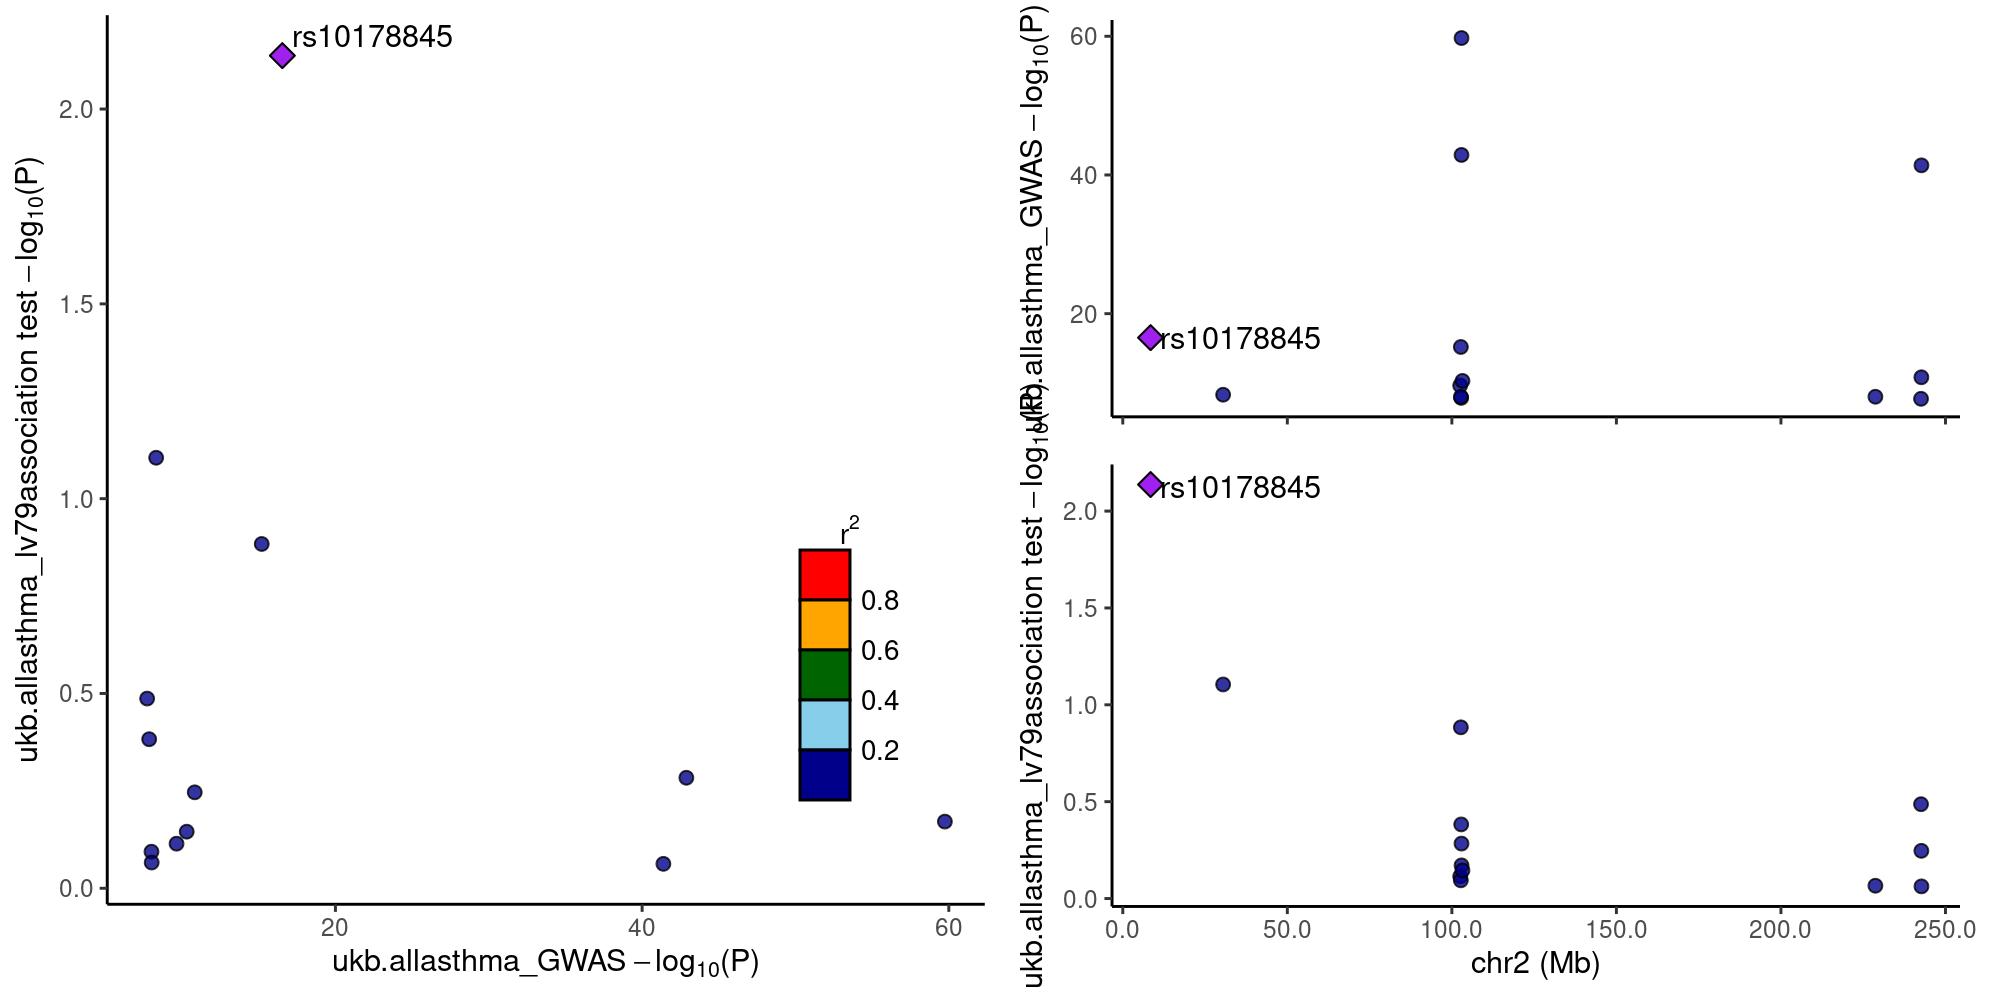 rs10178845
2.0
1.5
1.0
0.5
0.0
20
40
60
ukb.allasthma_lv79association test −log10(P)
ukb.allasthma_GWAS −log10(P)
r2
0.8
0.6
0.4
0.2
60
40
20
ukb.allasthma_GWAS −log10(P)
rs10178845
rs10178845
2.0
1.5
1.0
0.5
0.0
ukb.allasthma_lv79association test −log10(P)
0.0
50.0
100.0
150.0
200.0
250.0
chr2 (Mb)